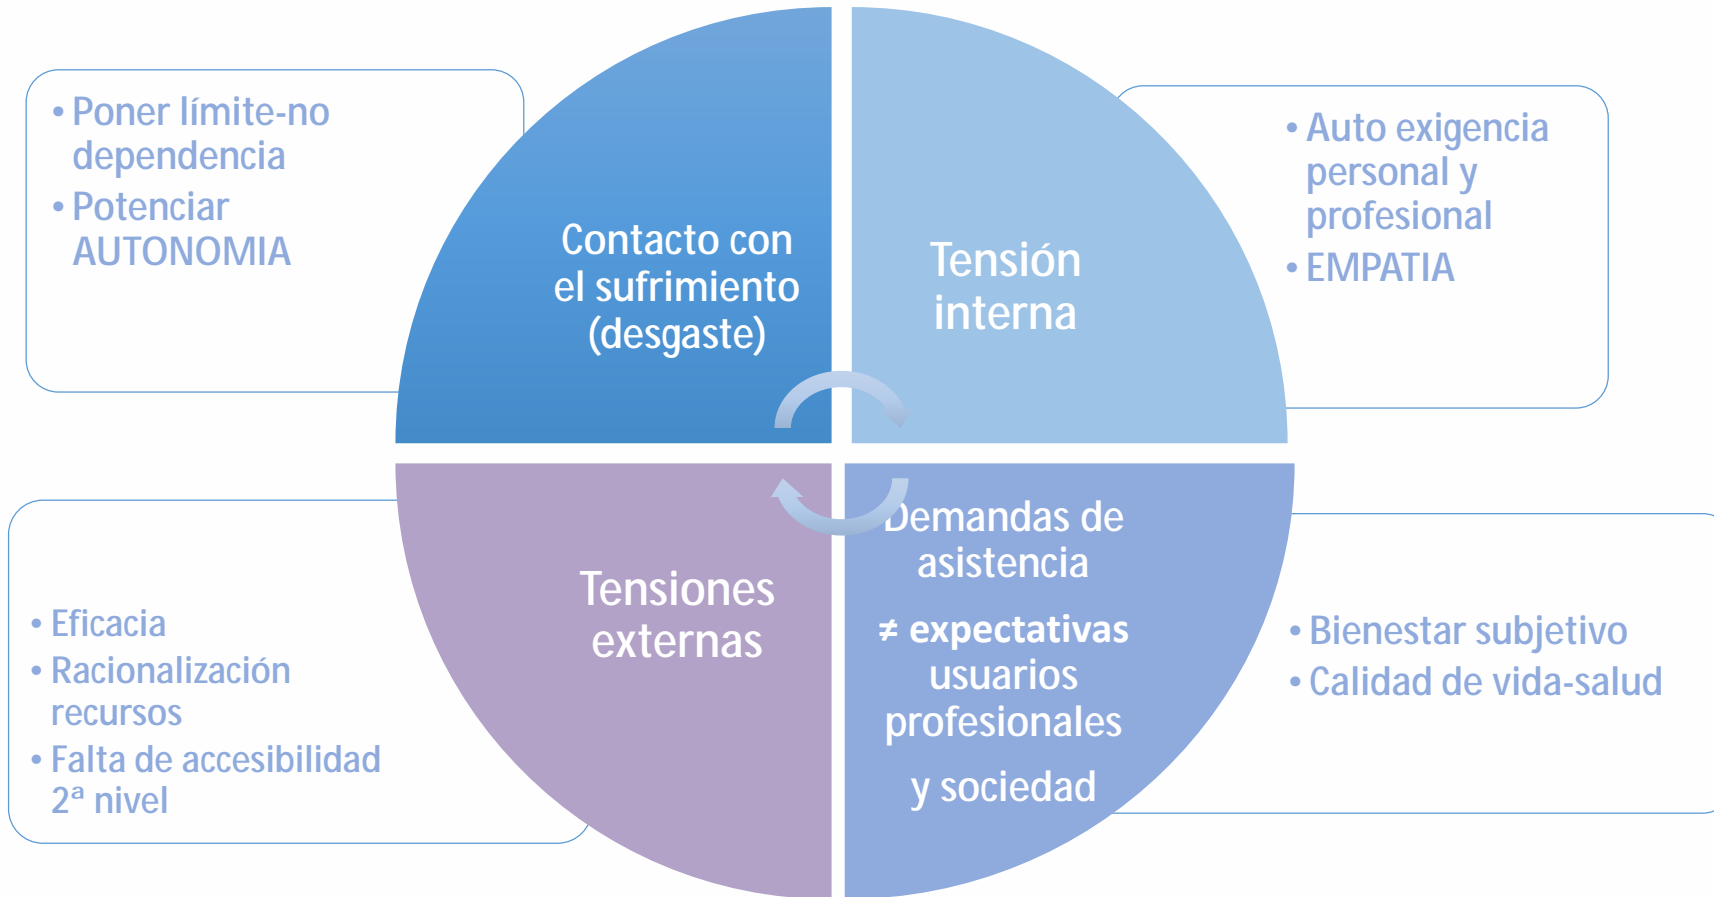 • Poner límite-no
dependencia
• Potenciar
AUTONOMIA
Contacto con
el sufrimiento
(desgaste)
Tensión
interna
• Auto exigencia
personal y
profesional
• EMPATIA
• Eficacia
• Racionalización
recursos
• Falta de accesibilidad
2ª nivel
Tensiones
externas
Demandas de
asistencia
≠ expectativas
usuarios
profesionales
y sociedad
• Bienestar subjetivo
• Calidad de vida-salud